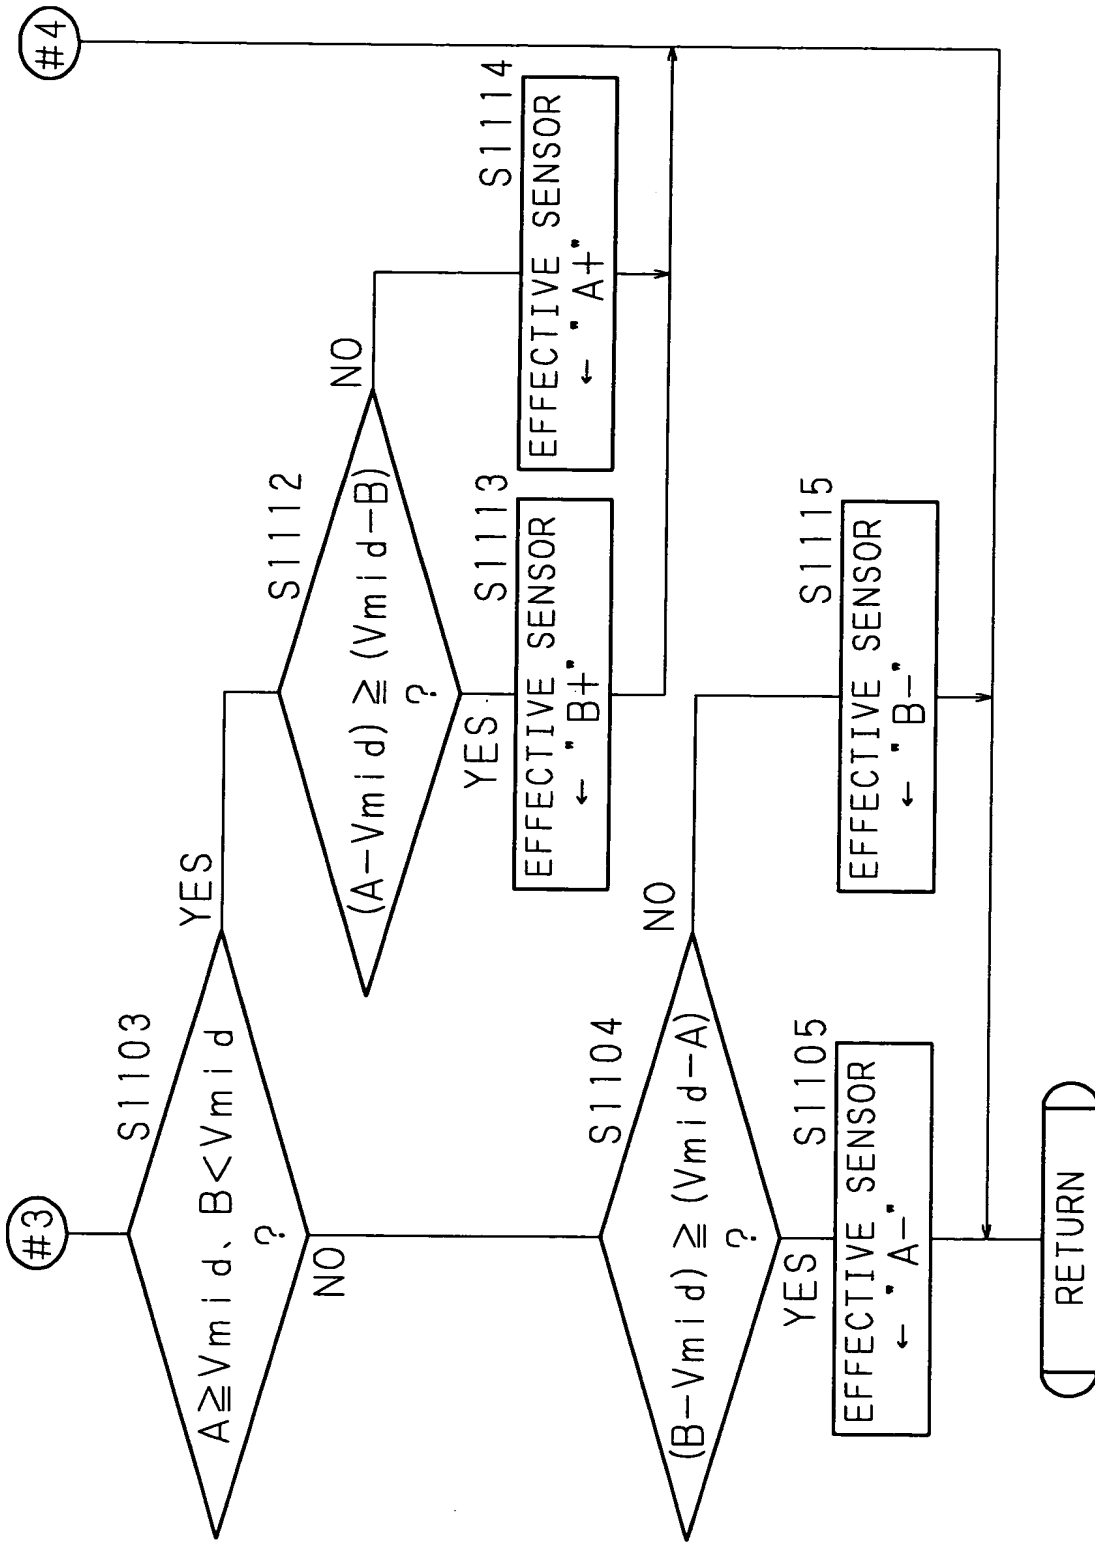 #3
#4
S1103
A≧Vmid、B<Vmid
?
YES
NO
S1112
(A−Vmid)≧(Vmid−B)
?
NO
YES
S1113
EFFECTIVE SENSOR
← "B+"
S1114
EFFECTIVE SENSOR
← "A+"
S1104
(B−Vmid)≧(Vmid−A)
?
NO
YES
S1105
EFFECTIVE SENSOR
← "A−"
S1115
EFFECTIVE SENSOR
← "B−"
RETURN